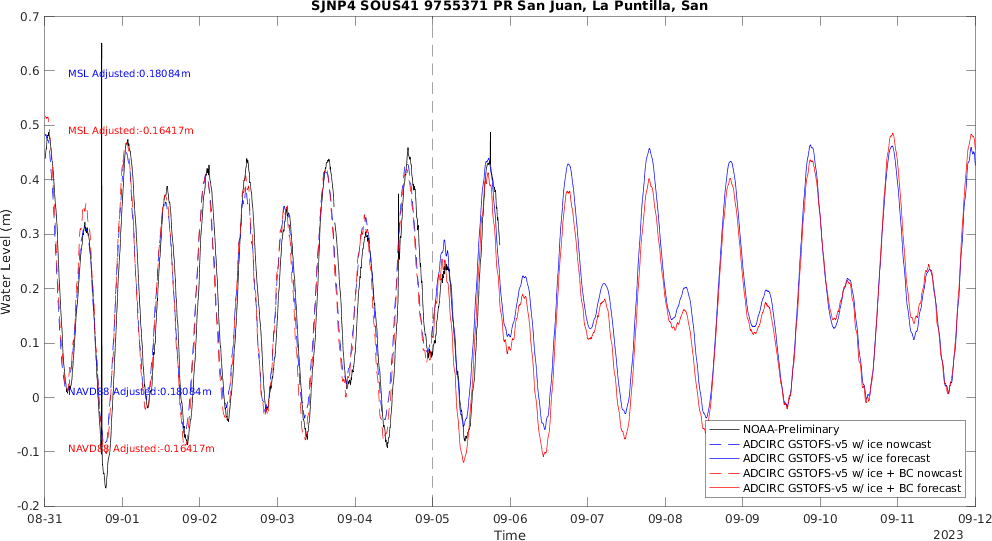 SJNP4 SOUS41 9755371 PR San Juan, La Puntilla, San
0.7
0.6
0.5
0.4
0.3
0.2
0.1
0
-0.1
-0.2
Water Level (m)
MSL Adjusted:0.18084m
MSL Adjusted:-0.16417m
NAVD88 Adjusted:0.18084m
NAVD88 Adjusted:-0.16417m
NOAA-Preliminary
ADCIRC GSTOFS-v5 w/ ice nowcast
ADCIRC GSTOFS-v5 w/ ice forecast
ADCIRC GSTOFS-v5 w/ ice + BC nowcast
ADCIRC GSTOFS-v5 w/ ice + BC forecast
08-31 09-01 09-02 09-03 09-04 09-05 09-06 09-07 09-08 09-09 09-10 09-11 09-12
Time
2023